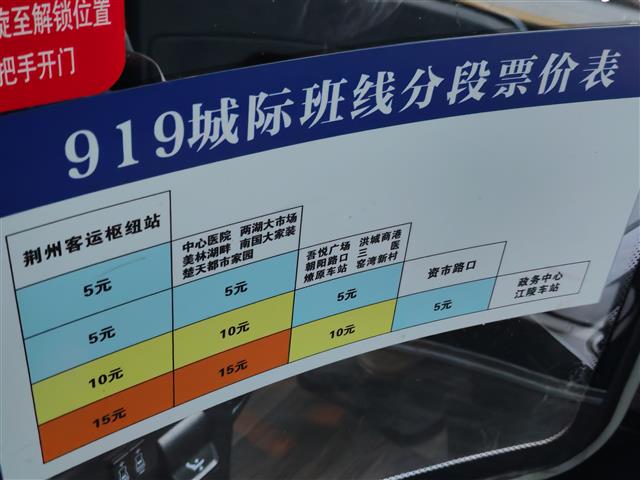 旋至解锁位置
把手开门
919城际班线分段票价表
荆州客运枢纽站
中心医院 两湖大市场
美林湖畔 南国大家装
楚天都市家园
吾悦广场 洪城商港
朝阳路口 三医
燎原车站 窑湾新村
资市路口
政务中心
江陵车站
5元 5元 5元 5元
5元 10元 10元
10元 15元
15元